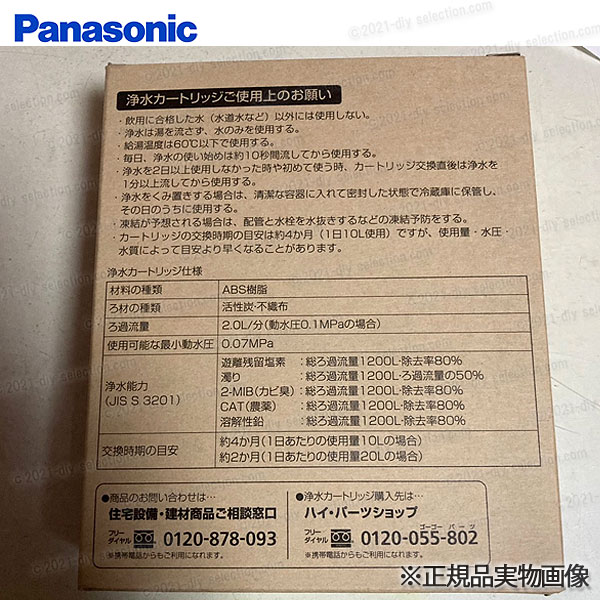 Panasonic
©2021-diy selection.com
浄水カートリッジご使用上のお願い
・飲用に合格した水（水道水など）以外には使用しない。
・浄水は湯を流さず、水のみを使用する。
・給湯温度は60℃以下で使用する。
・毎日、浄水の使い始めは約10秒間流してから使用する。
・浄水を2日以上使用しなかった時や初めて使う時、カートリッジ交換直後は浄水を
1分以上流してから使用する。
・浄水をくみ置きする場合は、清潔な容器に入れて密封した状態で冷蔵庫に保管し、
その日のうちに使用する。
・凍結が予想される場合は、配管と水栓を水抜きするなどの凍結予防をする。
・カートリッジの交換時期の目安は約4か月（1日10L使用）ですが、使用量・水圧・
水質によって目安より早くなることがあります。
浄水カートリッジ仕様
材料の種類 ABS樹脂
ろ材の種類 活性炭・不織布
ろ過流量 2.0L/分（動水圧0.1MPaの場合）
使用可能な最小動水圧 0.07MPa
浄水能力
(JIS S 3201)
遊離残留塩素 ：総ろ過流量1200L・除去率80%
濁り ：総ろ過流量1200L・ろ過流量の50%
2-MIB（カビ臭）：総ろ過流量1200L・除去率80%
CAT（農薬） ：総ろ過流量1200L・除去率80%
溶解性鉛 ：総ろ過流量1200L・除去率80%
交換時期の目安
約4か月（1日あたりの使用量10Lの場合）
約2か月（1日あたりの使用量20Lの場合）
●商品のお問い合わせは…
住宅設備・建材商品ご相談窓口
フリーダイヤル 0120-878-093
※携帯電話からもご利用になれます。
●浄水カートリッジ購入先は…
ハイ・パーツショップ
ゴーゴー パーツ
フリーダイヤル 0120-055-802
※携帯電話からもご利用になれます。
※正規品実物画像